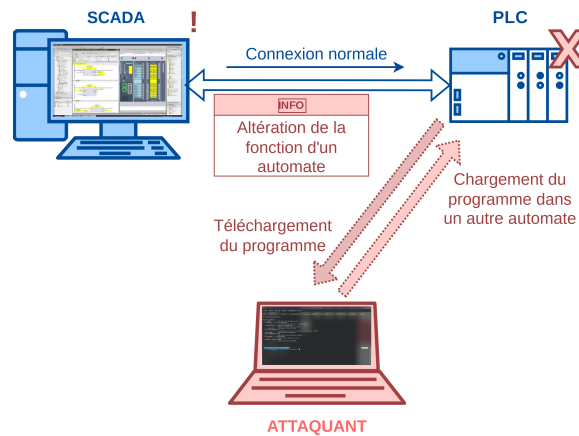 SCADA
!
PLC
Connexion normale
INFO
Altération de la
fonction d'un
automate
Chargement du
programme dans
un autre automate
Téléchargement
du programme
ATTAQUANT